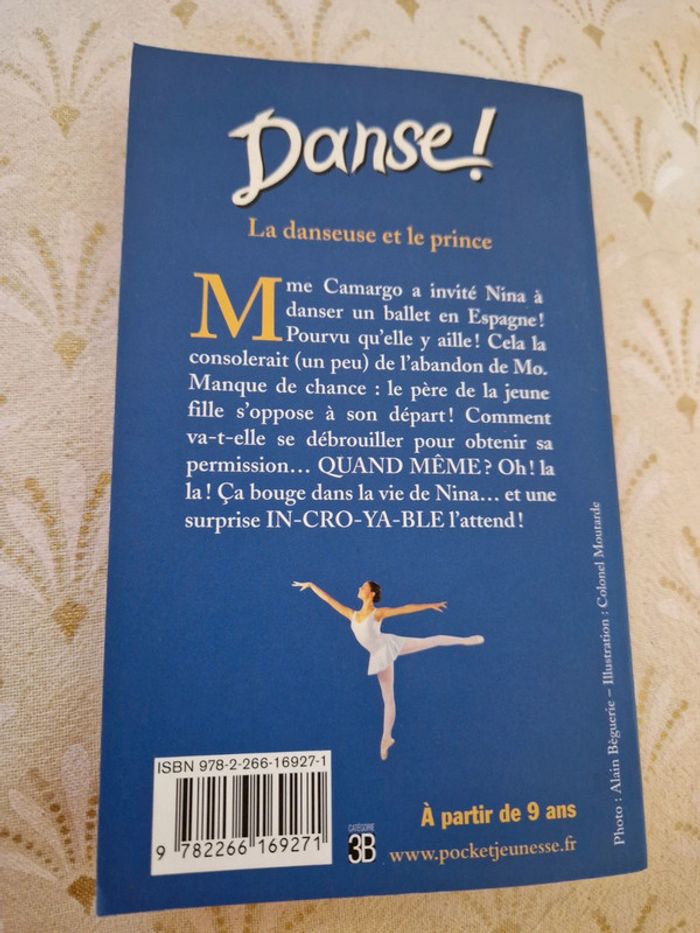 Danse!
La danseuse et le prince
Mme Camargo a invité Nina à
danser un ballet en Espagne!
Pourvu qu'elle y aille! Cela la
consolerait (un peu) de l'abandon de Mo.
Manque de chance : le père de la jeune
fille s'oppose à son départ! Comment
va-t-elle se débrouiller pour obtenir sa
permission... QUAND MÊME? Oh! la
la! Ça bouge dans la vie de Nina... et une
surprise IN-CRO-YA-BLE l'attend!
Photo : Alain Bèguerie – Illustration : Colonel Moutarde
ISBN 978-2-266-16927-1
9 782266 169271
CATÉGORIE
3B
À partir de 9 ans
www.pocketjeunesse.fr